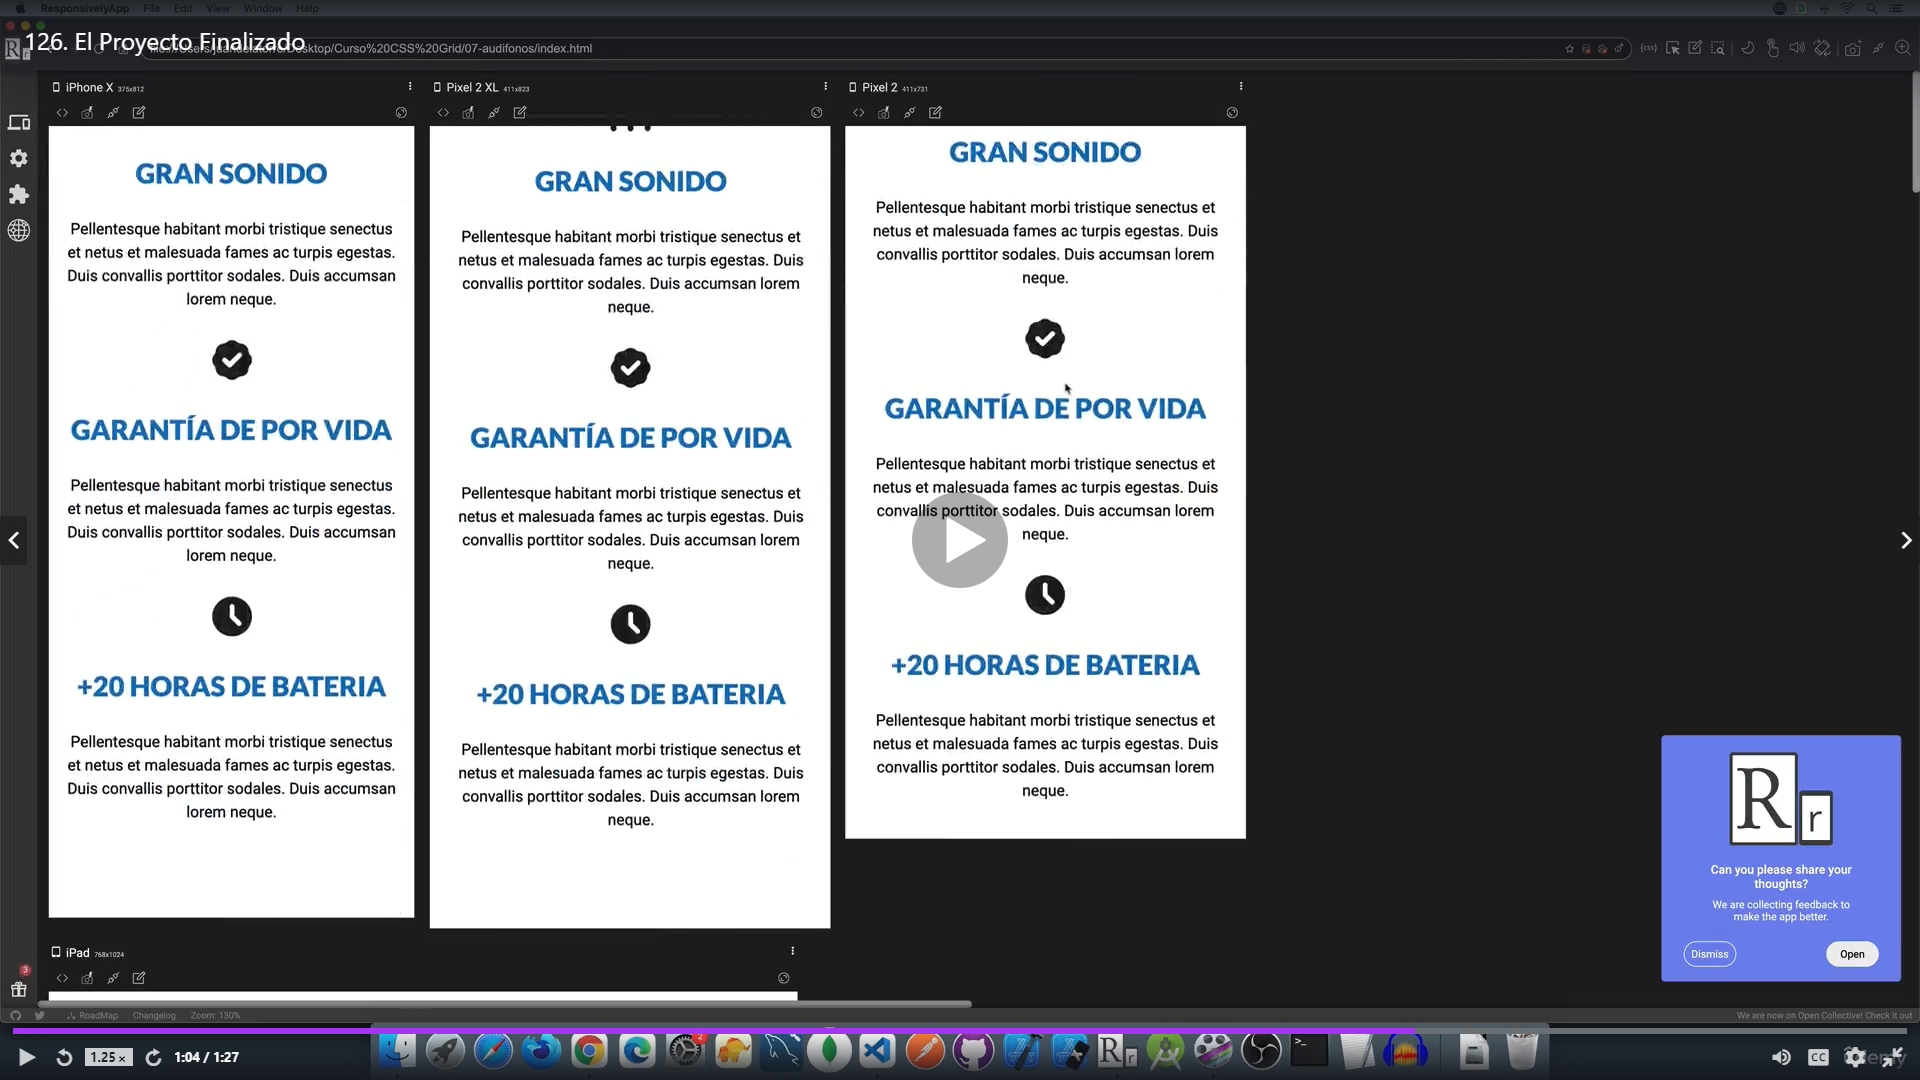 ResponsivelyApp File Edit View Window Help
126. El Proyecto Finalizado
esktop/Curso%20CSS%20Grid/07-audifonos/index.html
iPhone X 375x812
GRAN SONIDO
Pellentesque habitant morbi tristique senectus
et netus et malesuada fames ac turpis egestas.
Duis convallis porttitor sodales. Duis accumsan
lorem neque.
GARANTÍA DE POR VIDA
Pellentesque habitant morbi tristique senectus
et netus et malesuada fames ac turpis egestas.
Duis convallis porttitor sodales. Duis accumsan
lorem neque.
+20 HORAS DE BATERIA
Pellentesque habitant morbi tristique senectus
et netus et malesuada fames ac turpis egestas.
Duis convallis porttitor sodales. Duis accumsan
lorem neque.
Pixel 2 XL 411x823
GRAN SONIDO
Pellentesque habitant morbi tristique senectus et
netus et malesuada fames ac turpis egestas. Duis
convallis porttitor sodales. Duis accumsan lorem
neque.
GARANTÍA DE POR VIDA
Pellentesque habitant morbi tristique senectus et
netus et malesuada fames ac turpis egestas. Duis
convallis porttitor sodales. Duis accumsan lorem
neque.
+20 HORAS DE BATERIA
Pellentesque habitant morbi tristique senectus et
netus et malesuada fames ac turpis egestas. Duis
convallis porttitor sodales. Duis accumsan lorem
neque.
Pixel 2 411x731
GRAN SONIDO
Pellentesque habitant morbi tristique senectus et
netus et malesuada fames ac turpis egestas. Duis
convallis porttitor sodales. Duis accumsan lorem
neque.
GARANTÍA DE POR VIDA
Pellentesque habitant morbi tristique senectus et
netus et malesuada fames ac turpis egestas. Duis
convallis porttitor sodales. Duis accumsan lorem
neque.
+20 HORAS DE BATERIA
Pellentesque habitant morbi tristique senectus et
netus et malesuada fames ac turpis egestas. Duis
convallis porttitor sodales. Duis accumsan lorem
neque.
iPad 768x1024
Rr
Can you please share your
thoughts?
We are collecting feedback to
make the app better.
Dismiss Open
3
RoadMap Changelog Zoom: 130%
We are now on Open Collective! Check it out
1.25 x 1:04 / 1:27
CC